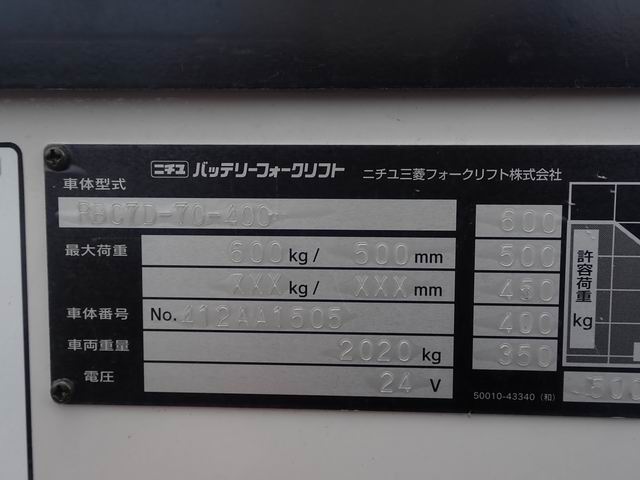 ニチユ バッテリーフォークリフト ニチユ三菱フォークリフト株式会社
車体型式
RBC7D-70-400
最大荷重 600 kg / 500 mm
XXX kg / XXX mm
車体番号 No. 412AA1505
車両重量 2020 kg
電圧 24 V
600
500
450
400
350
許容荷重 kg
500
50010-43340 (和)